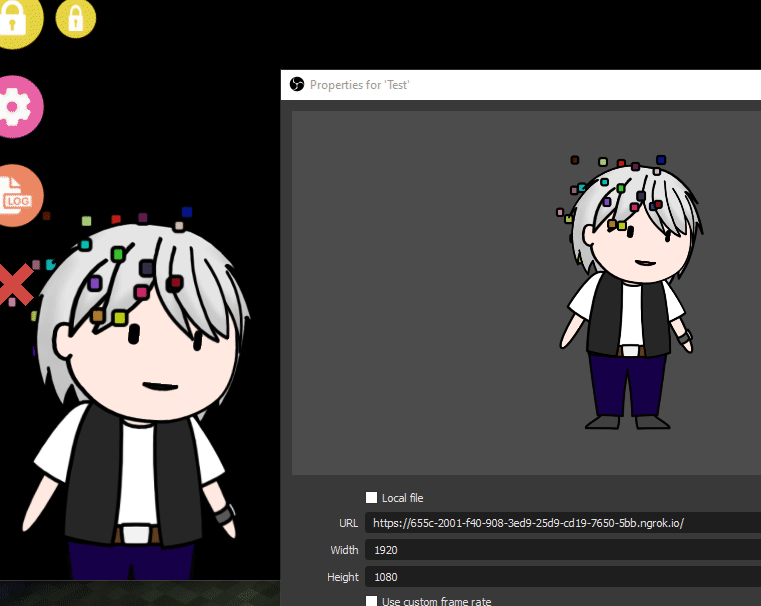 Properties for 'Test'
LOG
Local file
URL https://655c-2001-f40-908-3ed9-25d9-cd19-7650-5bb.ngrok.io/
Width 1920
Height 1080
Use custom frame rate